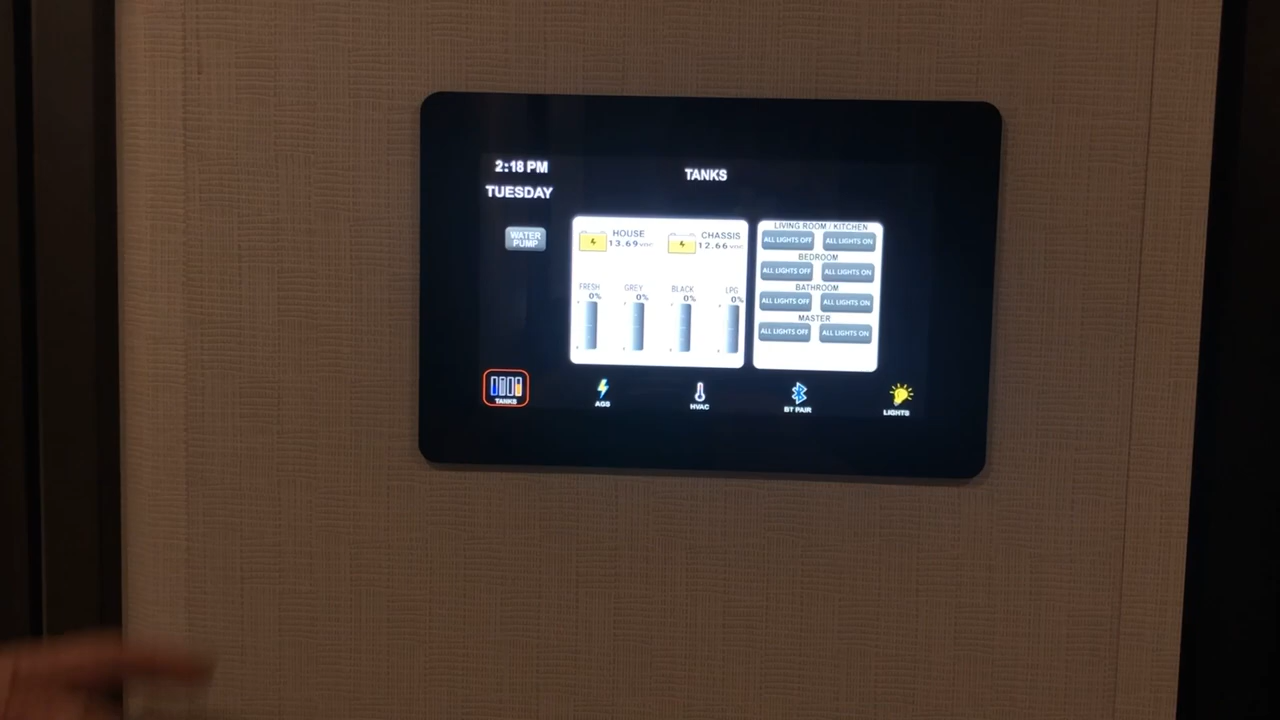 2:18 PM
TUESDAY
TANKS
WATER
PUMP
HOUSE
13.69 VDC
CHASSIS
12.66 VDC
FRESH
0%
GREY
0%
BLACK
0%
LPG
0%
LIVING ROOM / KITCHEN
ALL LIGHTS OFF ALL LIGHTS ON
BEDROOM
ALL LIGHTS OFF ALL LIGHTS ON
BATHROOM
ALL LIGHTS OFF ALL LIGHTS ON
MASTER
ALL LIGHTS OFF ALL LIGHTS ON
TANKS
AGS
HVAC
BT PAIR
LIGHTS